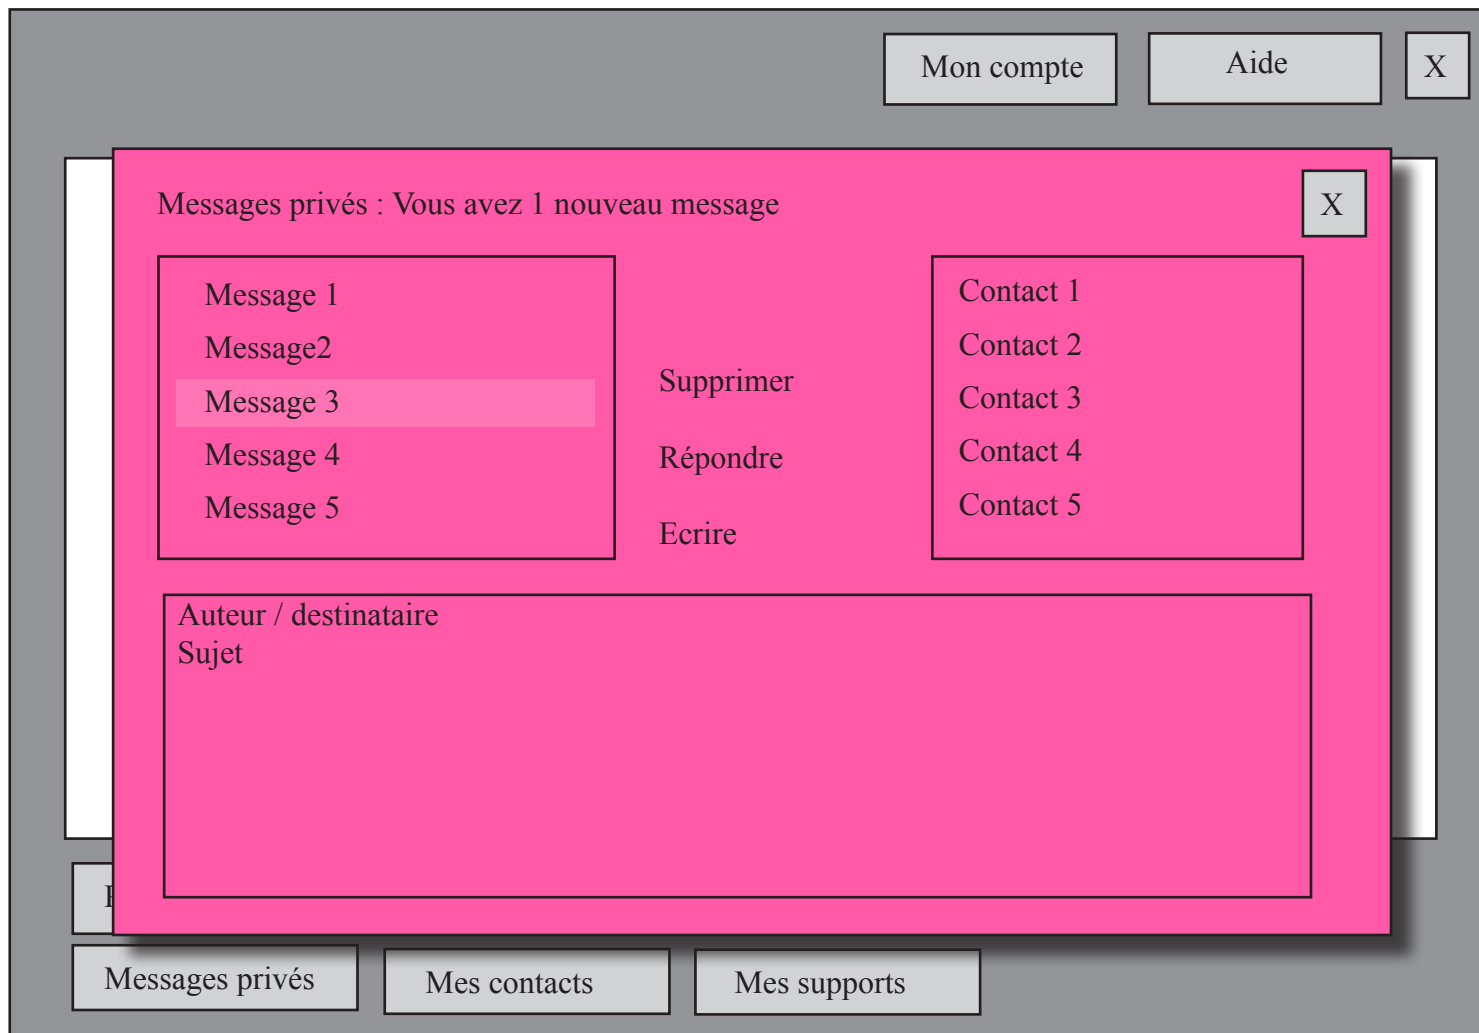 Mon compte
Aide
X
Messages privés : Vous avez 1 nouveau message
X
Message 1
Message2
Message 3
Message 4
Message 5
Supprimer
Répondre
Ecrire
Contact 1
Contact 2
Contact 3
Contact 4
Contact 5
Auteur / destinataire
Sujet
Messages privés
Mes contacts
Mes supports